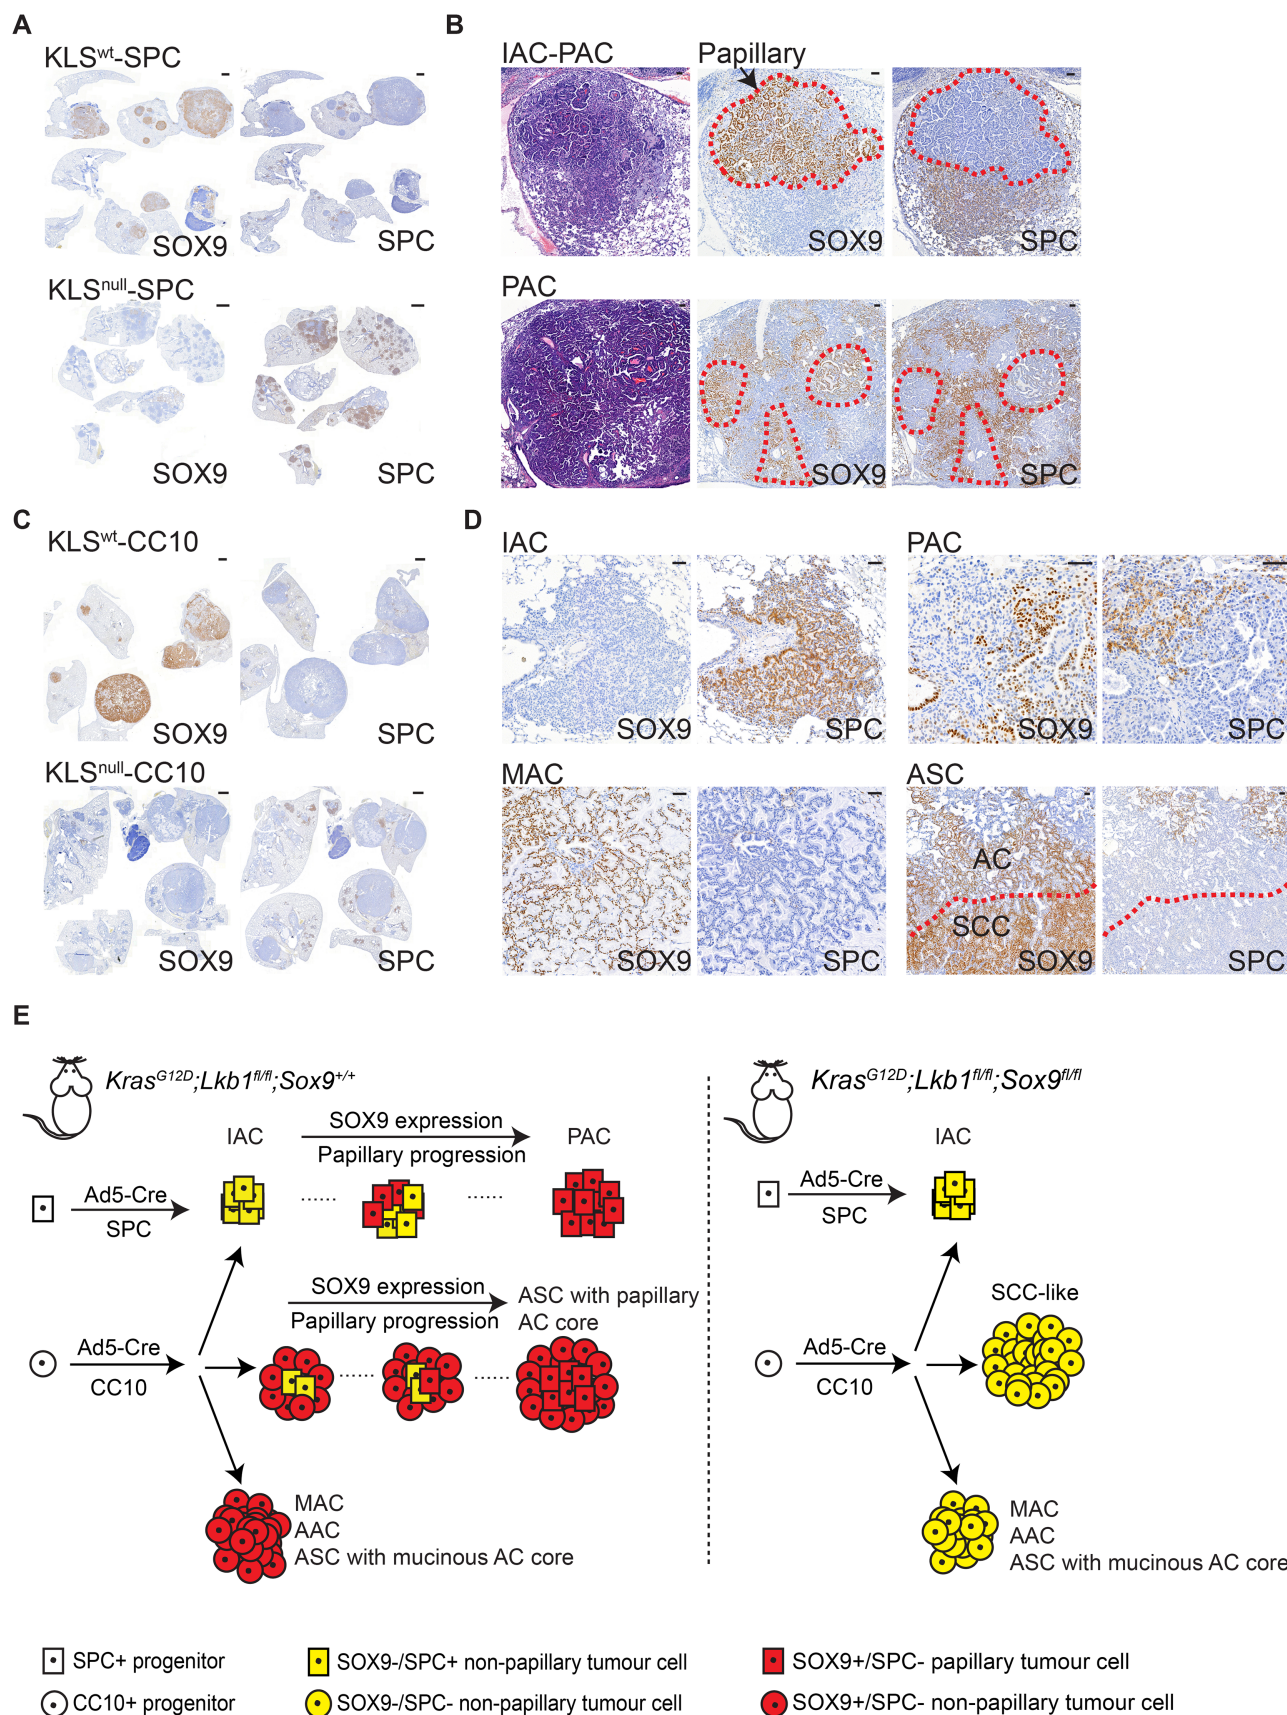 A
KLSwt-SPC
SOX9
SPC
KLSnull-SPC
SOX9
SPC
B
IAC-PAC
Papillary
SOX9
SPC
PAC
SOX9
SPC
C
KLSwt-CC10
SOX9
SPC
KLSnull-CC10
SOX9
SPC
D
IAC
SOX9
SPC
PAC
SOX9
SPC
MAC
SOX9
SPC
ASC
AC
SCC
SOX9
SPC
E
KrasG12D;Lkb1fl/fl;Sox9+/+
IAC
SOX9 expression
Papillary progression
PAC
Ad5-Cre
SPC
SOX9 expression
Papillary progression
ASC with papillary
AC core
Ad5-Cre
CC10
MAC
AAC
ASC with mucinous AC core
KrasG12D;Lkb1fl/fl;Sox9fl/fl
IAC
Ad5-Cre
SPC
SCC-like
Ad5-Cre
CC10
MAC
AAC
ASC with mucinous AC core
SPC+ progenitor
SOX9-/SPC+ non-papillary tumour cell
SOX9+/SPC- papillary tumour cell
CC10+ progenitor
SOX9-/SPC- non-papillary tumour cell
SOX9+/SPC- non-papillary tumour cell